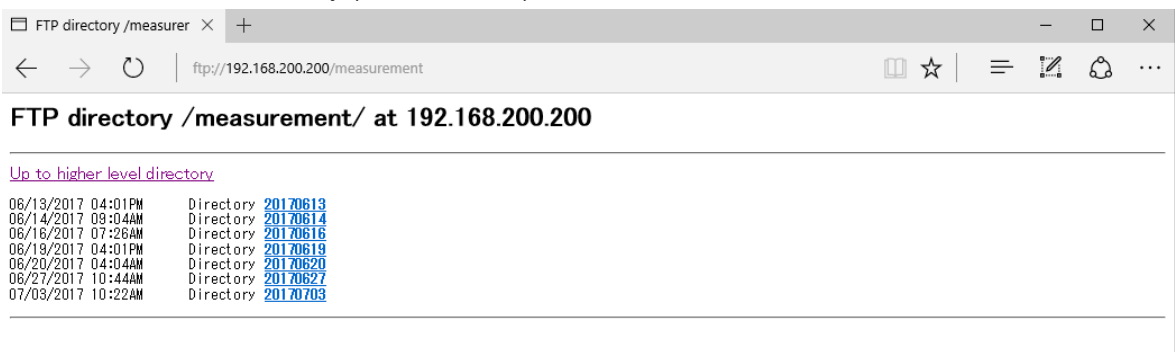 FTP directory /measurer
ftp://192.168.200.200/measurement
FTP directory /measurement/ at 192.168.200.200
Up to higher level directory
06/13/2017 04:01PM Directory 20170613
06/14/2017 09:04AM Directory 20170614
06/16/2017 07:26AM Directory 20170616
06/19/2017 04:01PM Directory 20170619
06/20/2017 04:04AM Directory 20170620
06/27/2017 10:44AM Directory 20170627
07/03/2017 10:22AM Directory 20170703